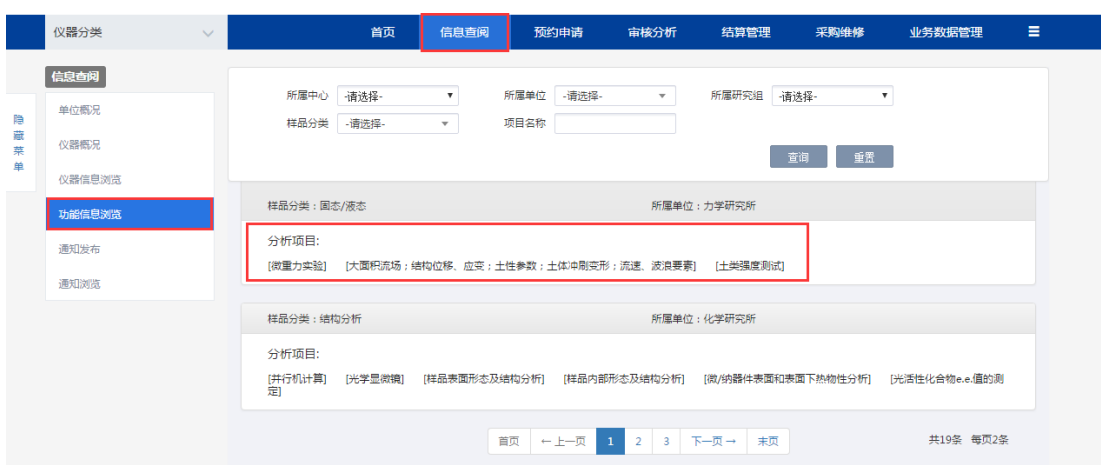 仪器分类 首页 信息查阅 预约申请 审核分析 结算管理 采购维修 业务数据管理
信息查阅
隐藏菜单
单位概况
仪器概况
仪器信息浏览
功能信息浏览
通知发布
通知浏览
所属中心 -请选择- 所属单位 -请选择- 所属研究组 -请选择-
样品分类 -请选择- 项目名称
查询 重置
样品分类：固态/液态 所属单位：力学研究所
分析项目:
[微重力实验] [大面积流场；结构位移、应变；土性参数；土体冲刷变形；流速、波浪要素] [土类强度测试]
样品分类：结构分析 所属单位：化学研究所
分析项目:
[并行机计算] [光学显微镜] [样品表面形态及结构分析] [样品内部形态及结构分析] [微/纳器件表面和表面下热物性分析] [光活性化合物e.e.值的测
定]
首页 ←上一页 1 2 3 下一页→ 末页 共19条 每页2条